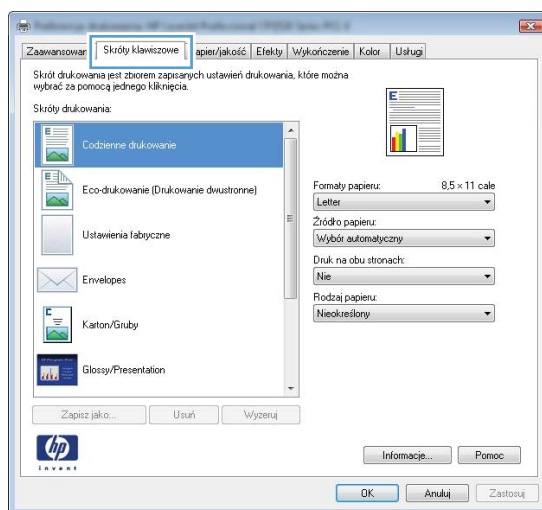 Zaawansowan
Skróty klawiszowe
apier/jakość
Efekty
Wykończenie
Kolor
Usługi
Skrót drukowania jest zbiorem zapisanych ustawień drukowania, które można
wybrać za pomocą jednego kliknięcia.
Skróty drukowania:
Codzienne drukowanie
Eco-drukowanie (Drukowanie dwustronne)
Ustawienia fabryczne
Envelopes
Karton/Gruby
Glossy/Presentation
Formaty papieru: 8,5 × 11 cale
Letter
Źródło papieru:
Wybór automatyczny
Druk na obu stronach:
Nie
Rodzaj papieru:
Nieokreślony
Zapisz jako...
Usuń
Wyzeruj
hp
invent
Informacje...
Pomoc
OK
Anuluj
Zastosuj